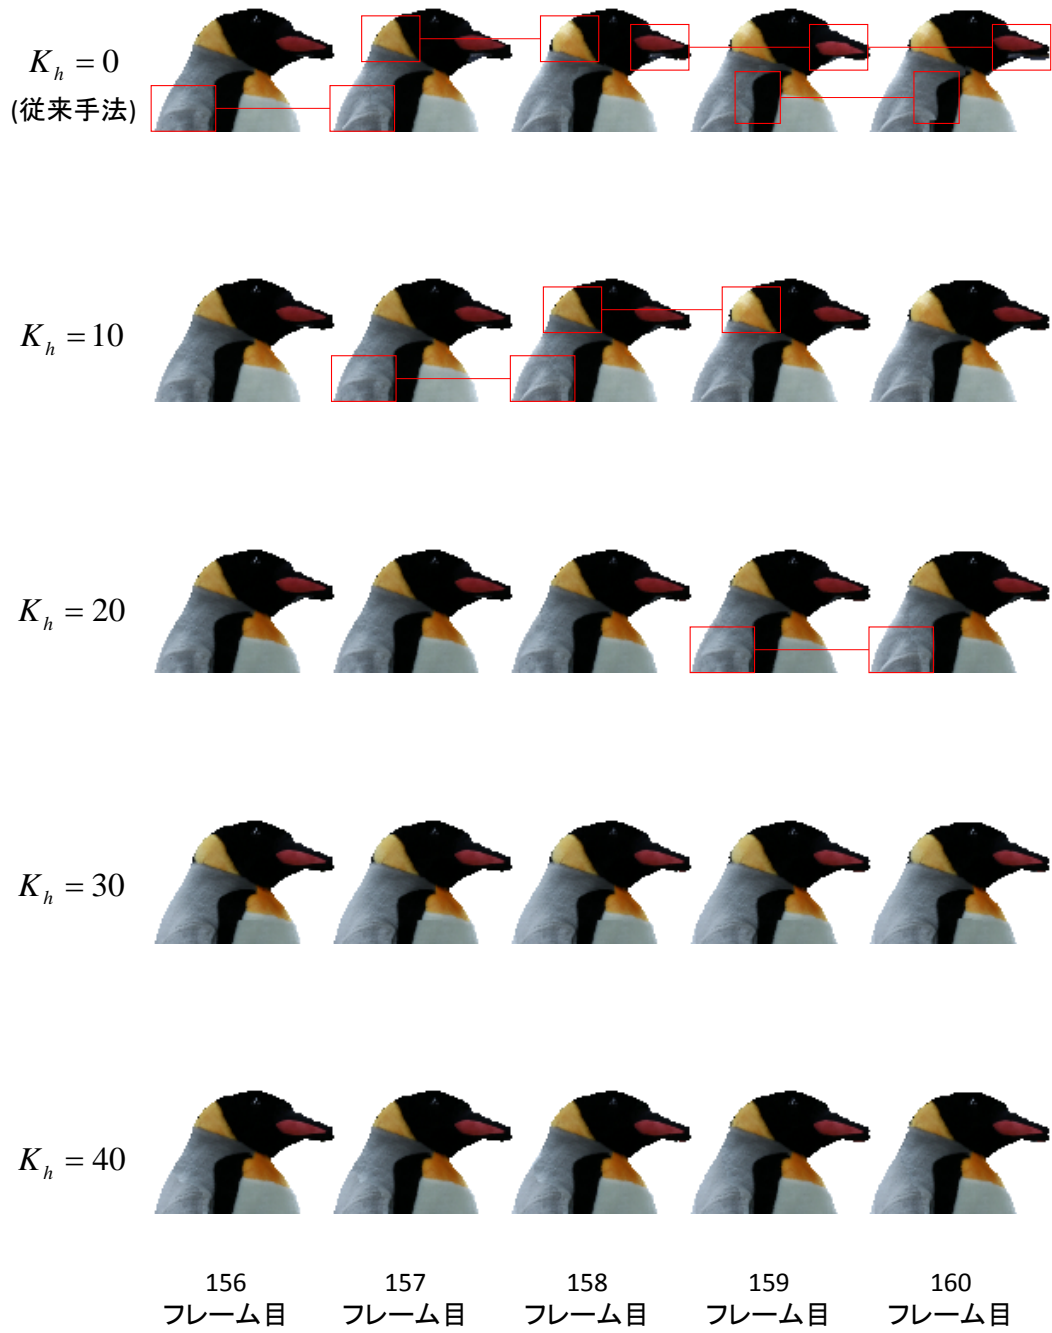 K_h = 0
(従来手法)
K_h = 10
K_h = 20
K_h = 30
K_h = 40
156 157 158 159 160
フレーム目 フレーム目 フレーム目 フレーム目 フレーム目